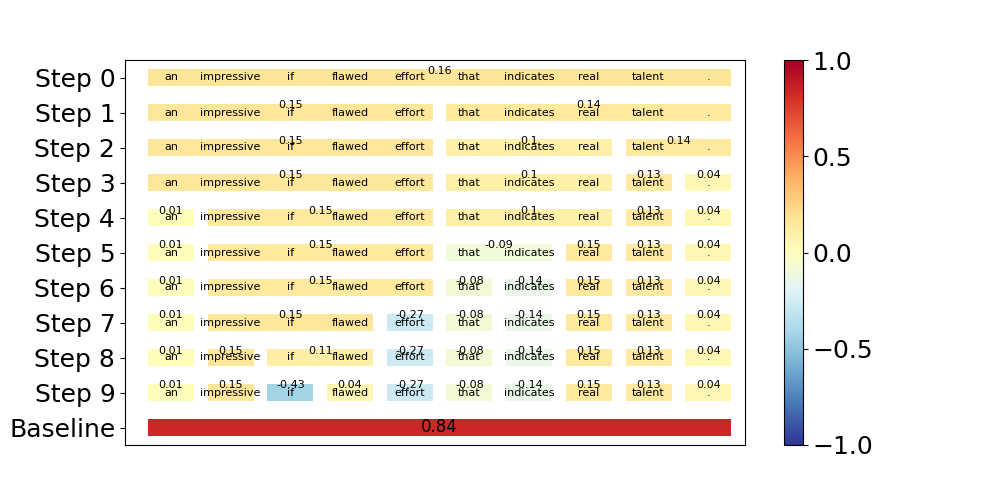 0.16
Step 0 an impressive if flawed effort that indicates real talent .
0.15 0.14
Step 1 an impressive if flawed effort that indicates real talent .
0.15 0.1 0.14
Step 2 an impressive if flawed effort that indicates real talent .
0.15 0.1 0.13 0.04
Step 3 an impressive if flawed effort that indicates real talent .
0.01 0.15 0.1 0.13 0.04
Step 4 an impressive if flawed effort that indicates real talent .
0.01 0.15 -0.09 0.15 0.13 0.04
Step 5 an impressive if flawed effort that indicates real talent .
0.01 0.15 -0.08 -0.14 0.15 0.13 0.04
Step 6 an impressive if flawed effort that indicates real talent .
0.01 0.15 -0.27 -0.08 -0.14 0.15 0.13 0.04
Step 7 an impressive if flawed effort that indicates real talent .
0.01 0.15 0.11 -0.27 -0.08 -0.14 0.15 0.13 0.04
Step 8 an impressive if flawed effort that indicates real talent .
0.01 0.15 -0.43 0.04 -0.27 -0.08 -0.14 0.15 0.13 0.04
Step 9 an impressive if flawed effort that indicates real talent .
Baseline 0.84
1.0
0.5
0.0
−0.5
−1.0